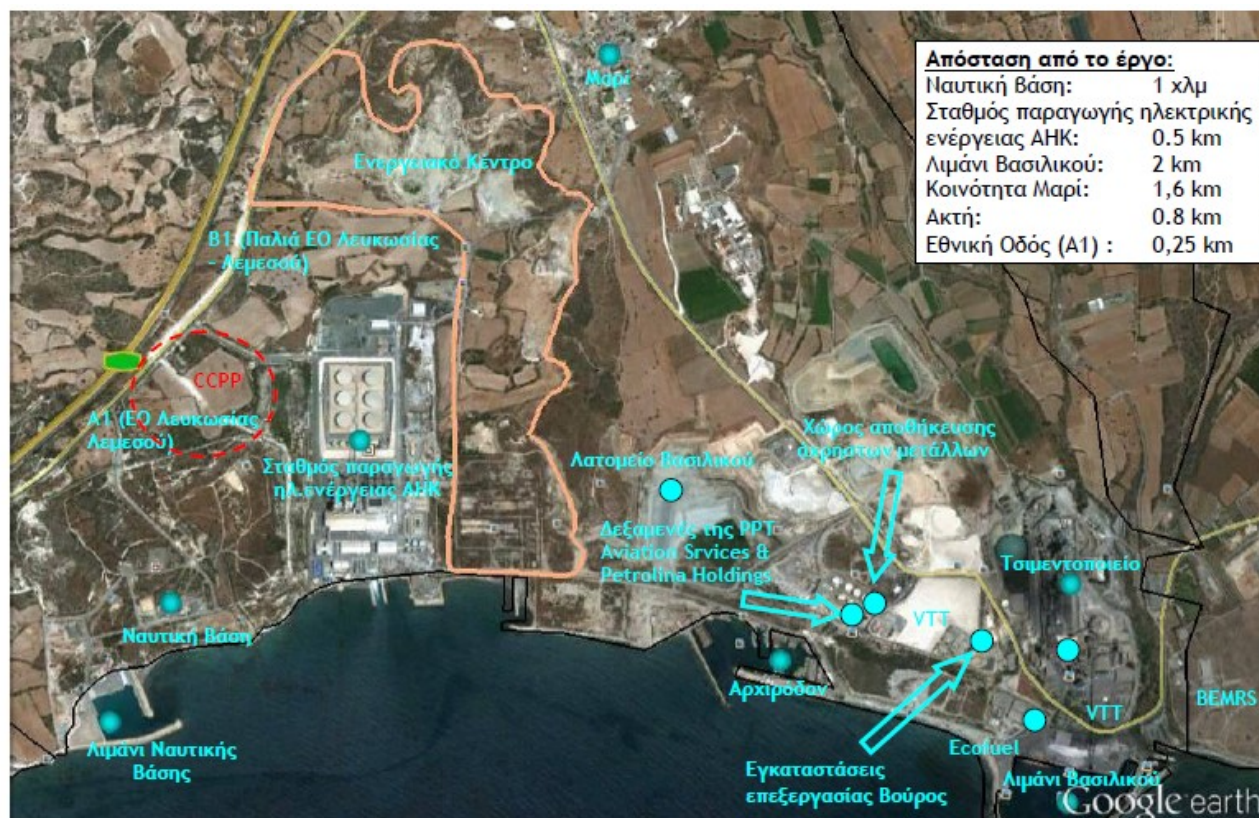 Μαρί
Απόσταση από το έργο:
Ναυτική Βάση: 1 χλμ
Σταθμός παραγωγής ηλεκτρικής
ενέργειας ΑΗΚ: 0.5 km
Λιμάνι Βασιλικού: 2 km
Κοινότητα Μαρί: 1,6 km
Ακτή: 0.8 km
Εθνική Οδός (Α1) : 0,25 km
Ενεργειακό Κέντρο
Β1 (Παλιά ΕΟ Λευκωσίας
- Λεμεσού)
CCPP
Α1 (ΕΟ Λευκωσίας -
Λεμεσού)
Σταθμός παραγωγής
ηλ.ενέργειας ΑΗΚ
Χώρος αποθήκευσης
άχρηστων μετάλλων
Λατομείο Βασιλικού
Δεξαμενές της PPT
Aviation Srvices &
Petrolina Holdings
Τσιμεντοποιείο
VTT
Ναυτική Βάση
Αρχιρόδον
VTT
BEMRS
Λιμάνι Ναυτικής
Βάσης
Ecofuel
Εγκαταστάσεις
επεξεργασίας Βούρος
Λιμάνι Βασιλικού
Google earth